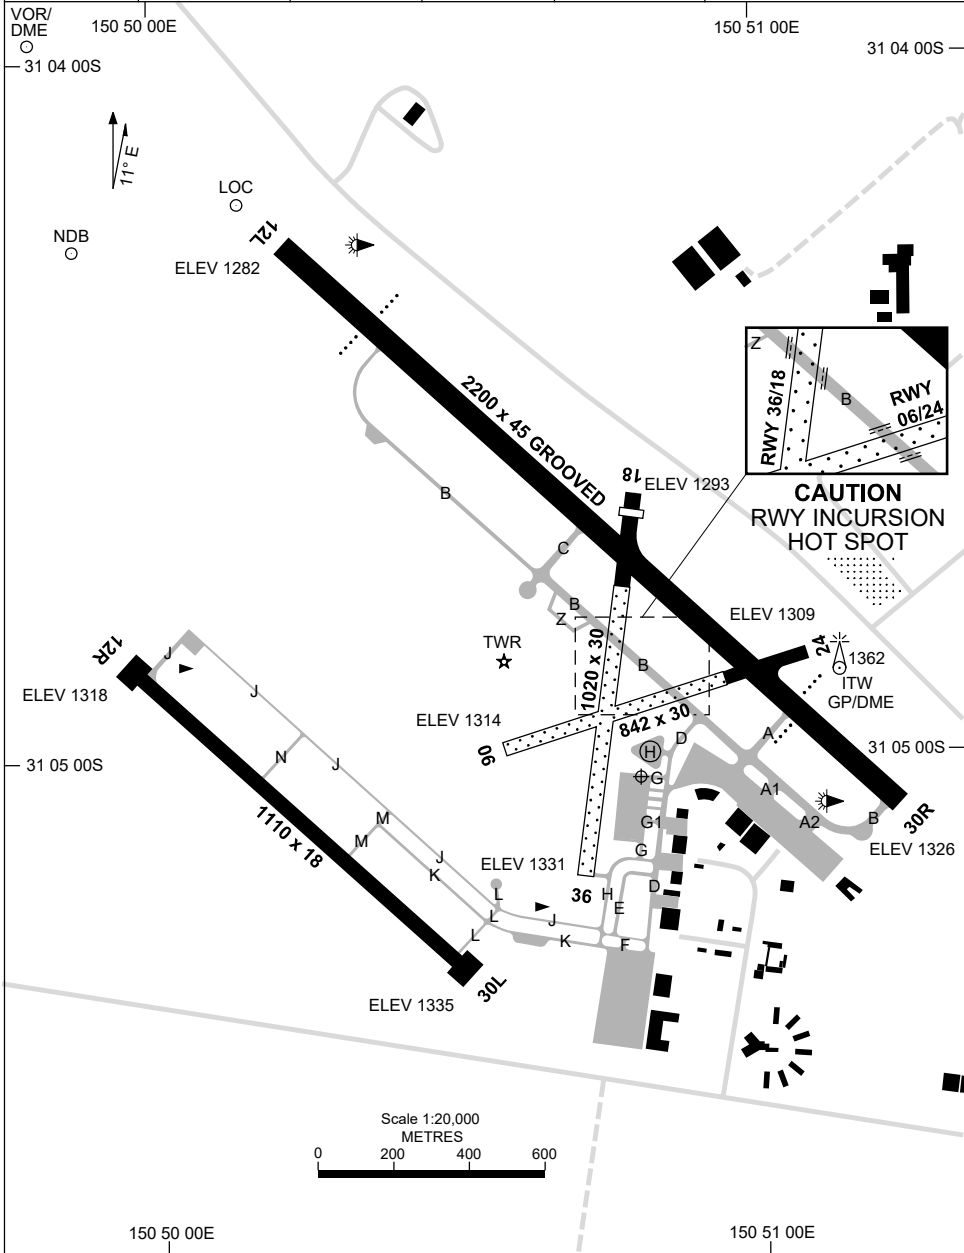 VOR/
DME
150 50 00E
150 51 00E
31 04 00S
31 04 00S
11° E
LOC
NDB
12L
ELEV 1282
2200 x 45 GROOVED
Z
B
RWY 36/18
RWY
06/24
CAUTION
RWY INCURSION
HOT SPOT
18
ELEV 1293
B
C
B
Z
B
ELEV 1309
24
1362
ITW
GP/DME
TWR
1020 x 30
842 x 30
ELEV 1314
06
12R
J
ELEV 1318
J
N
J
31 05 00S
31 05 00S
D
H
A
G
A1
A2
B
30R
ELEV 1326
G1
G
D
1110 x 18
M
M
J
K
ELEV 1331
36
H
E
L
L
J
L
K
F
30L
ELEV 1335
Scale 1:20,000
METRES
0 200 400 600
150 50 00E
150 51 00E